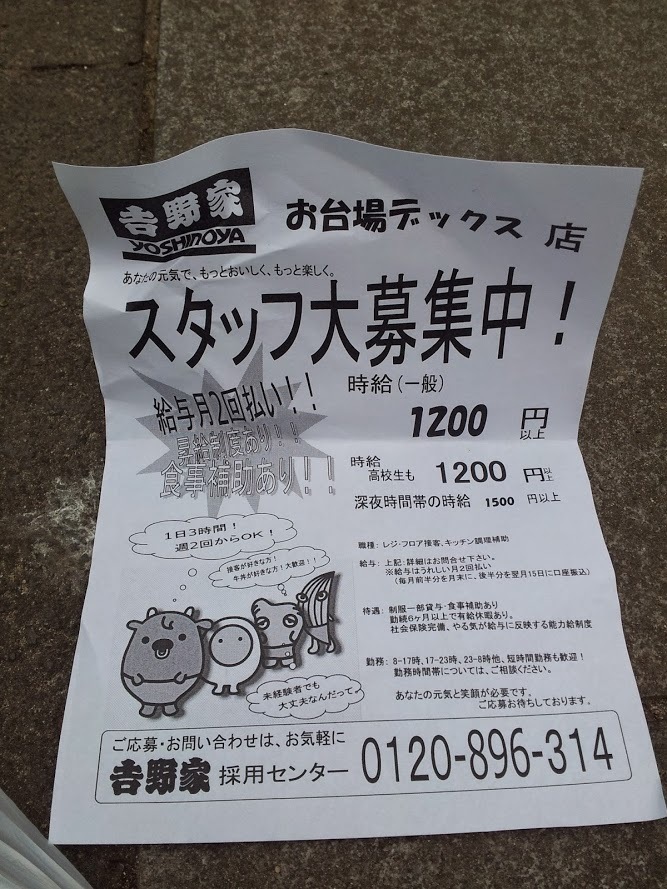 吉野家
YOSHINOYA
お台場デックス 店
あなたの元気で、もっとおいしく、もっと楽しく。
スタッフ大募集中！
給与月2回払い！！
昇給制度あり！！
食事補助あり！！
時給（一般）
1200 円以上
時給
高校生も 1200 円以上
深夜時間帯の時給 1500 円以上
1日3時間！
週2回からOK！
接客が好きな方！
牛丼が好きな方！大歓迎！！
未経験者でも
大丈夫なんだって
職種： レジ・フロア接客、キッチン調理補助
給与： 上記：詳細はお問合せ下さい。
※給与はうれしい月2回払い
（毎月前半分を月末に、後半分を翌月15日に口座振込）
待遇： 制服一部貸与・食事補助あり
勤続6ヶ月以上で有給休暇あり。
社会保険完備、やる気が給与に反映する能力給制度
勤務： 8-17時、17-23時、23-8時他、短時間勤務も歓迎！
勤務時間帯については、ご相談ください。
あなたの元気と笑顔が必要です。
ご応募お待ちしております。
ご応募・お問い合わせは、お気軽に
吉野家 採用センター 0120-896-314